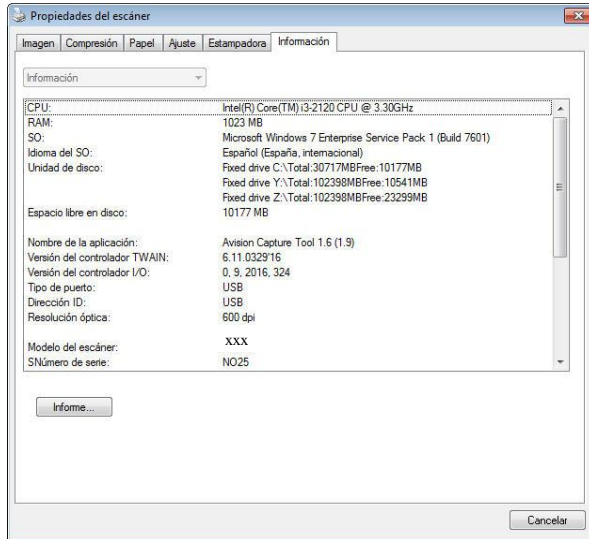 Propiedades del escáner
Imagen Compresión Papel Ajuste Estampadora Información
Información
CPU: Intel(R) Core(TM) i3-2120 CPU @ 3.30GHz
RAM: 1023 MB
SO: Microsoft Windows 7 Enterprise Service Pack 1 (Build 7601)
Idioma del SO: Español (España, internacional)
Unidad de disco: Fixed drive C:\Total:30717MBFree:10177MB
Fixed drive Y:\Total:102398MBFree:10541MB
Fixed drive Z:\Total:102398MBFree:23299MB
Espacio libre en disco: 10177 MB
Nombre de la aplicación: Avision Capture Tool 1.6 (1.9)
Versión del controlador TWAIN: 6.11.0329'16
Versión del controlador I/O: 0, 9, 2016, 324
Tipo de puerto: USB
Dirección ID: USB
Resolución óptica: 600 dpi
Modelo del escáner: XXX
SNúmero de serie: NO25
Informe...
Cancelar